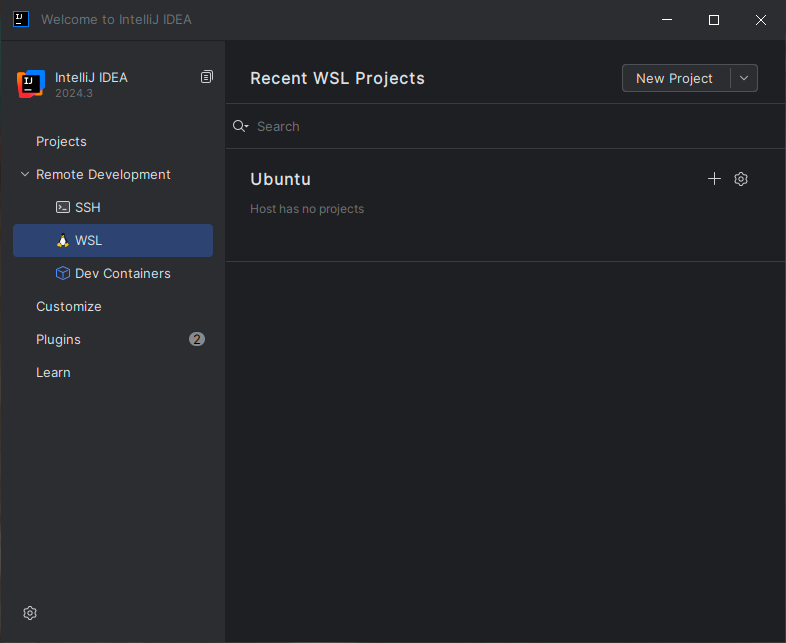 Welcome to IntelliJ IDEA
IntelliJ IDEA
2024.3
Projects
Remote Development
SSH
WSL
Dev Containers
Customize
Plugins 2
Learn
Recent WSL Projects
New Project
Search
Ubuntu
Host has no projects